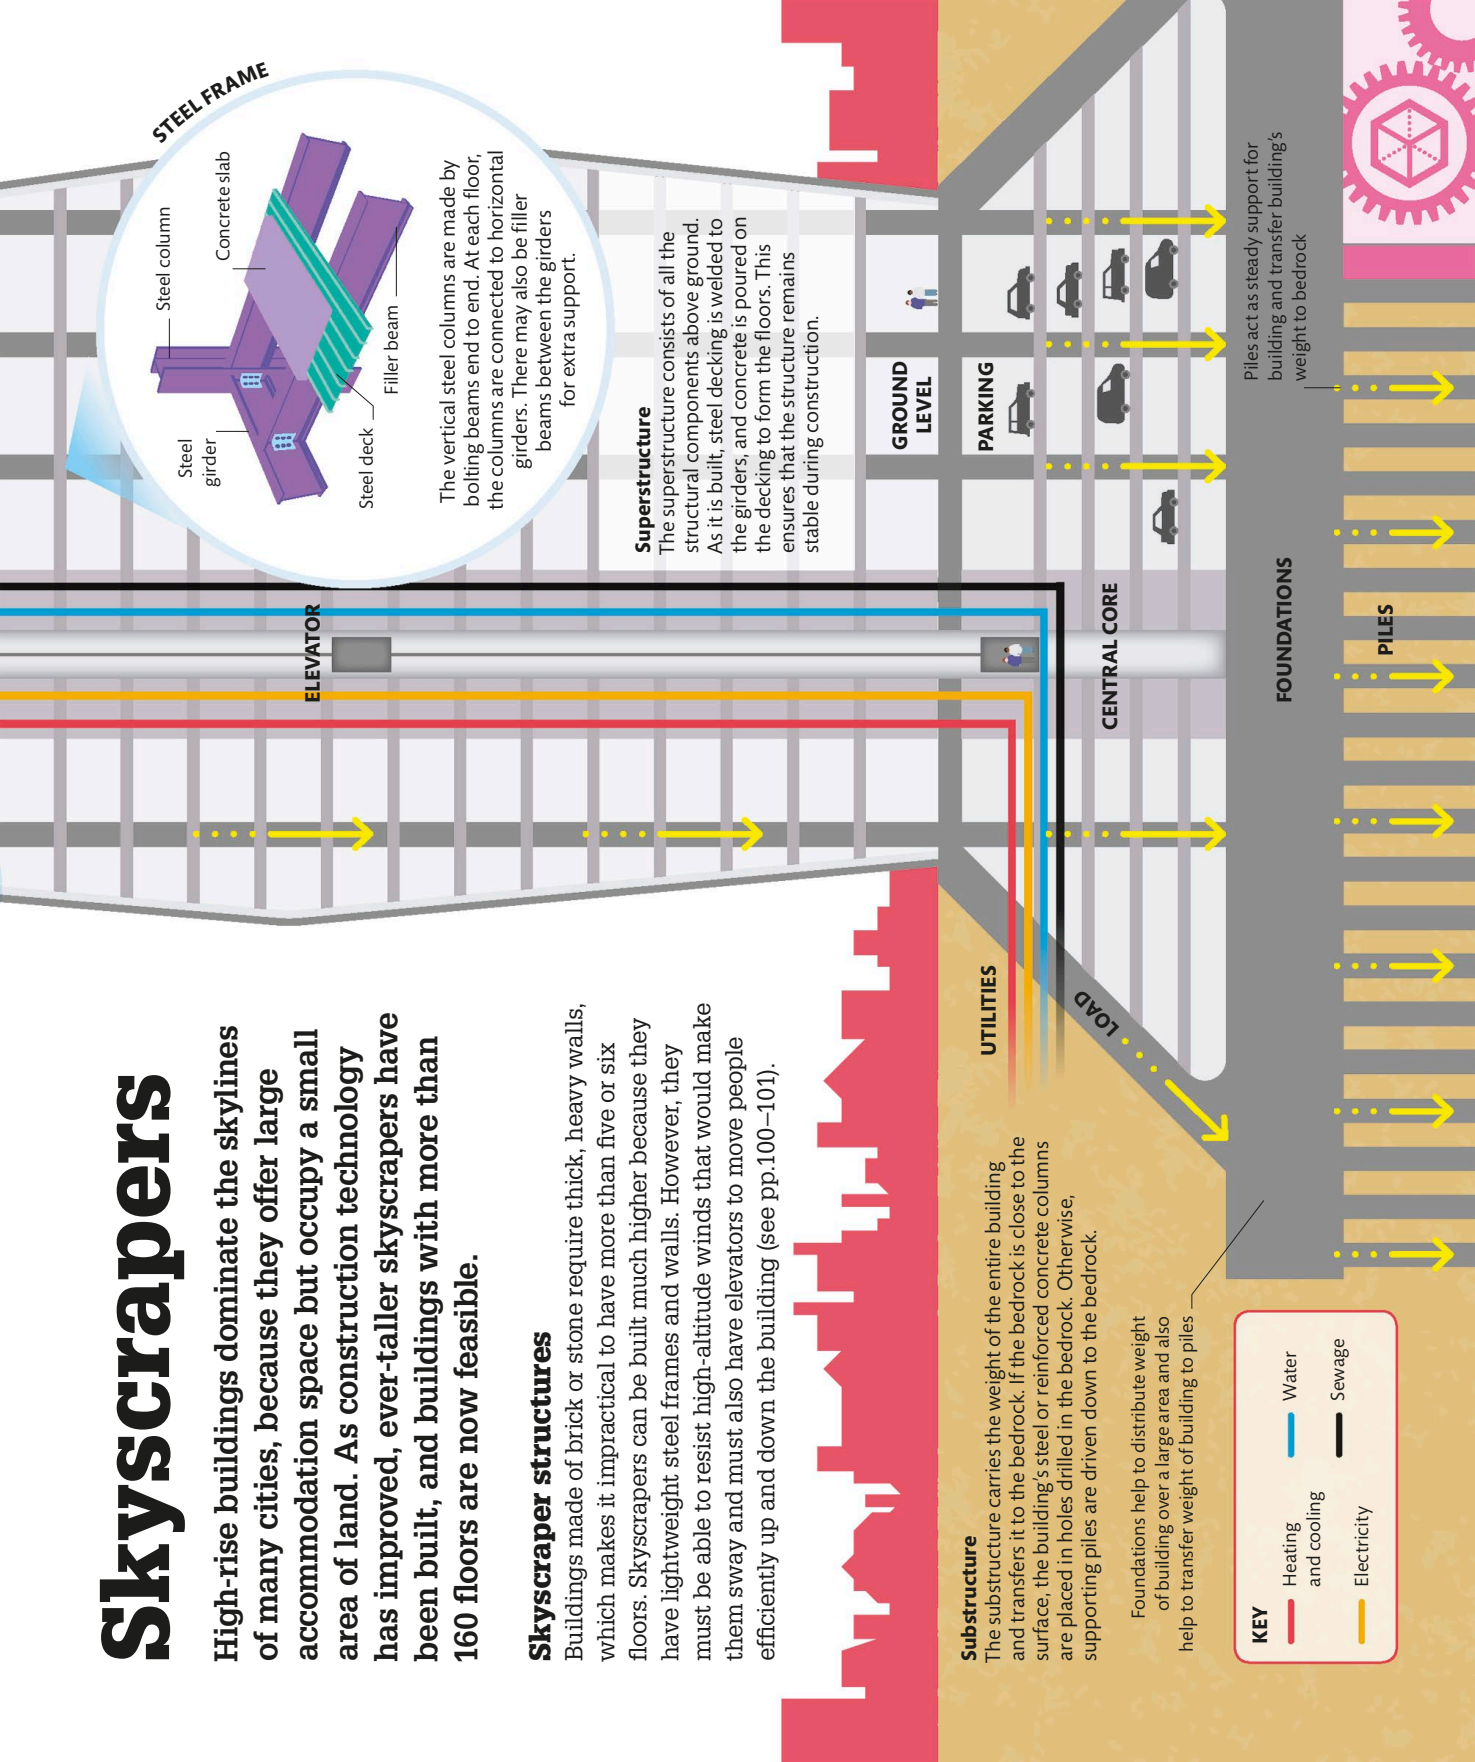 Skyscrapers
High-rise buildings dominate the skylines
of many cities, because they offer large
accommodation space but occupy a small
area of land. As construction technology
has improved, ever-taller skyscrapers have
been built, and buildings with more than
160 floors are now feasible.
Skyscraper structures
Buildings made of brick or stone require thick, heavy walls,
which makes it impractical to have more than five or six
floors. Skyscrapers can be built much higher because they
have lightweight steel frames and walls. However, they
must be able to resist high-altitude winds that would make
them sway and must also have elevators to move people
efficiently up and down the building (see pp.100–101).
Substructure
The substructure carries the weight of the entire building
and transfers it to the bedrock. If the bedrock is close to the
surface, the building's steel or reinforced concrete columns
are placed in holes drilled in the bedrock. Otherwise,
supporting piles are driven down to the bedrock.
Foundations help to distribute weight
of building over a large area and also
help to transfer weight of building to piles
KEY
Heating
and cooling
Electricity
Water
Sewage
UTILITIES
LOAD
ELEVATOR
CENTRAL CORE
FOUNDATIONS
PILES
STEEL FRAME
Steel column
Concrete slab
Steel
girder
Steel deck
Filler beam
The vertical steel columns are made by
bolting beams end to end. At each floor,
the columns are connected to horizontal
girders. There may also be filler
beams between the girders
for extra support.
Superstructure
The superstructure consists of all the
structural components above ground.
As it is built, steel decking is welded to
the girders, and concrete is poured on
the decking to form the floors. This
ensures that the structure remains
stable during construction.
GROUND
LEVEL
PARKING
Piles act as steady support for
building and transfer building's
weight to bedrock